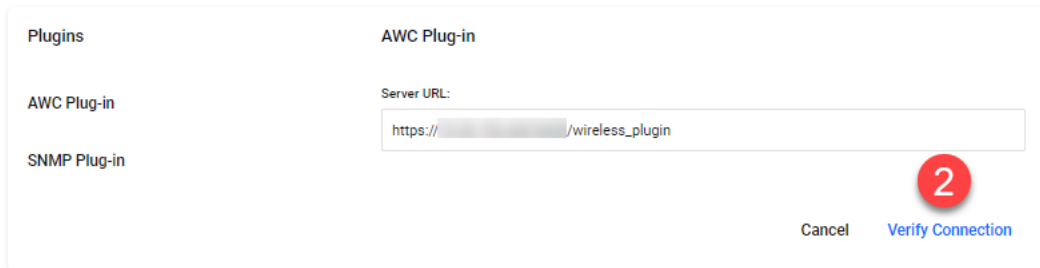 Plugins
AWC Plug-in
AWC Plug-in
SNMP Plug-in
Server URL:
https:// /wireless_plugin
2
Cancel Verify Connection